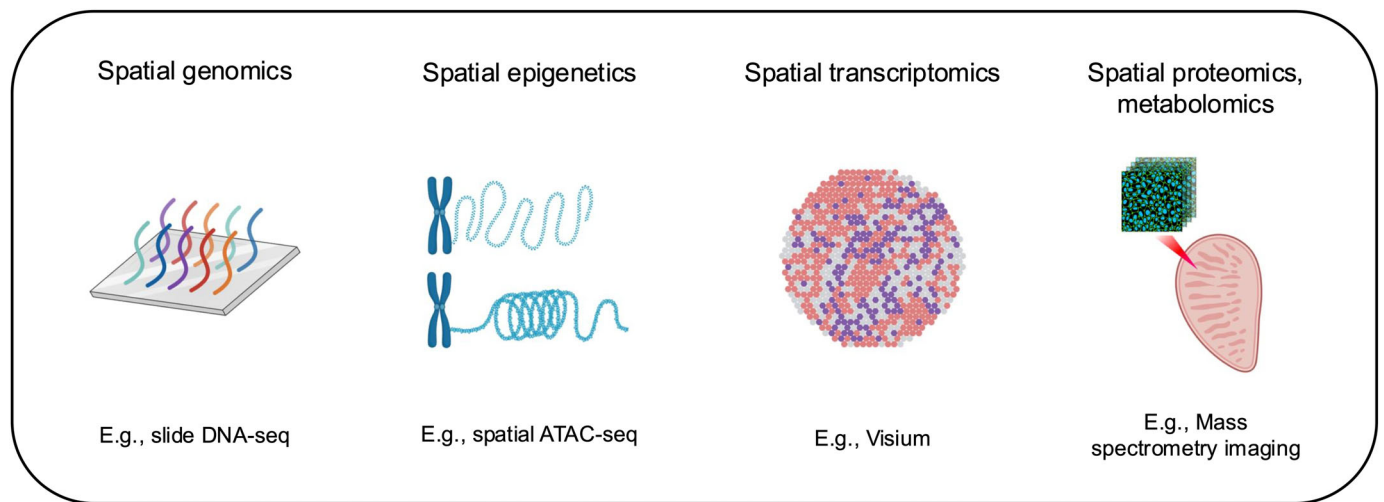 Spatial genomics
Spatial epigenetics
Spatial transcriptomics
Spatial proteomics,
metabolomics
E.g., slide DNA-seq
E.g., spatial ATAC-seq
E.g., Visium
E.g., Mass
spectrometry imaging